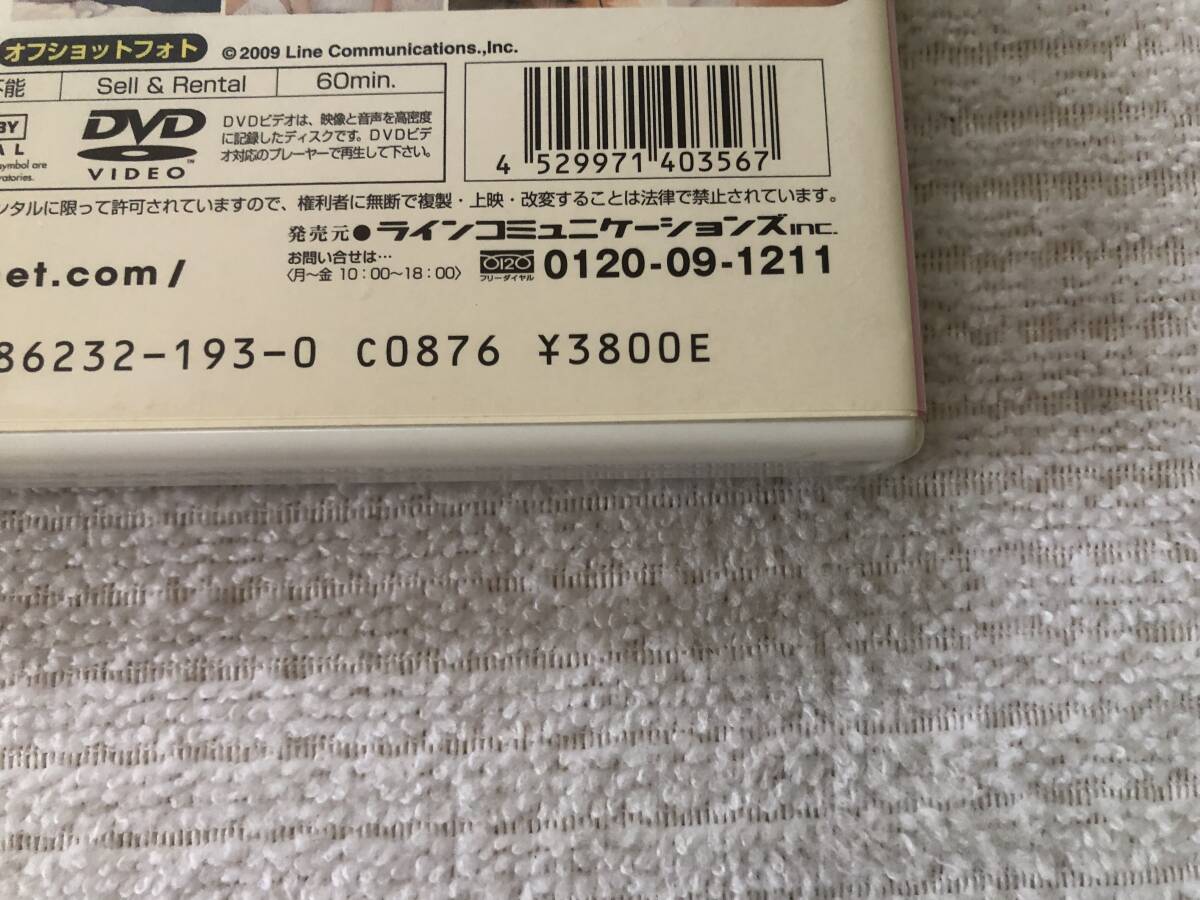 オフショットフォト ©2009 Line Communications.,Inc.
不能 Sell & Rental 60min.
BY
AL
symbol are
ratories.
DVD
VIDEO
DVDビデオは、映像と音声を高密度
に記録したディスクです。DVDビデ
オ対応のプレーヤーで再生して下さい。
4 529971 403567
ンタルに限って許可されていますので、権利者に無断で複製・上映・改変することは法律で禁止されています。
発売元●ラインコミュニケーションズinc.
お問い合せは…
〈月〜金 10:00〜18:00〉
0120
フリーダイヤル
0120-09-1211
et.com/
86232-193-0 C0876 ¥3800E